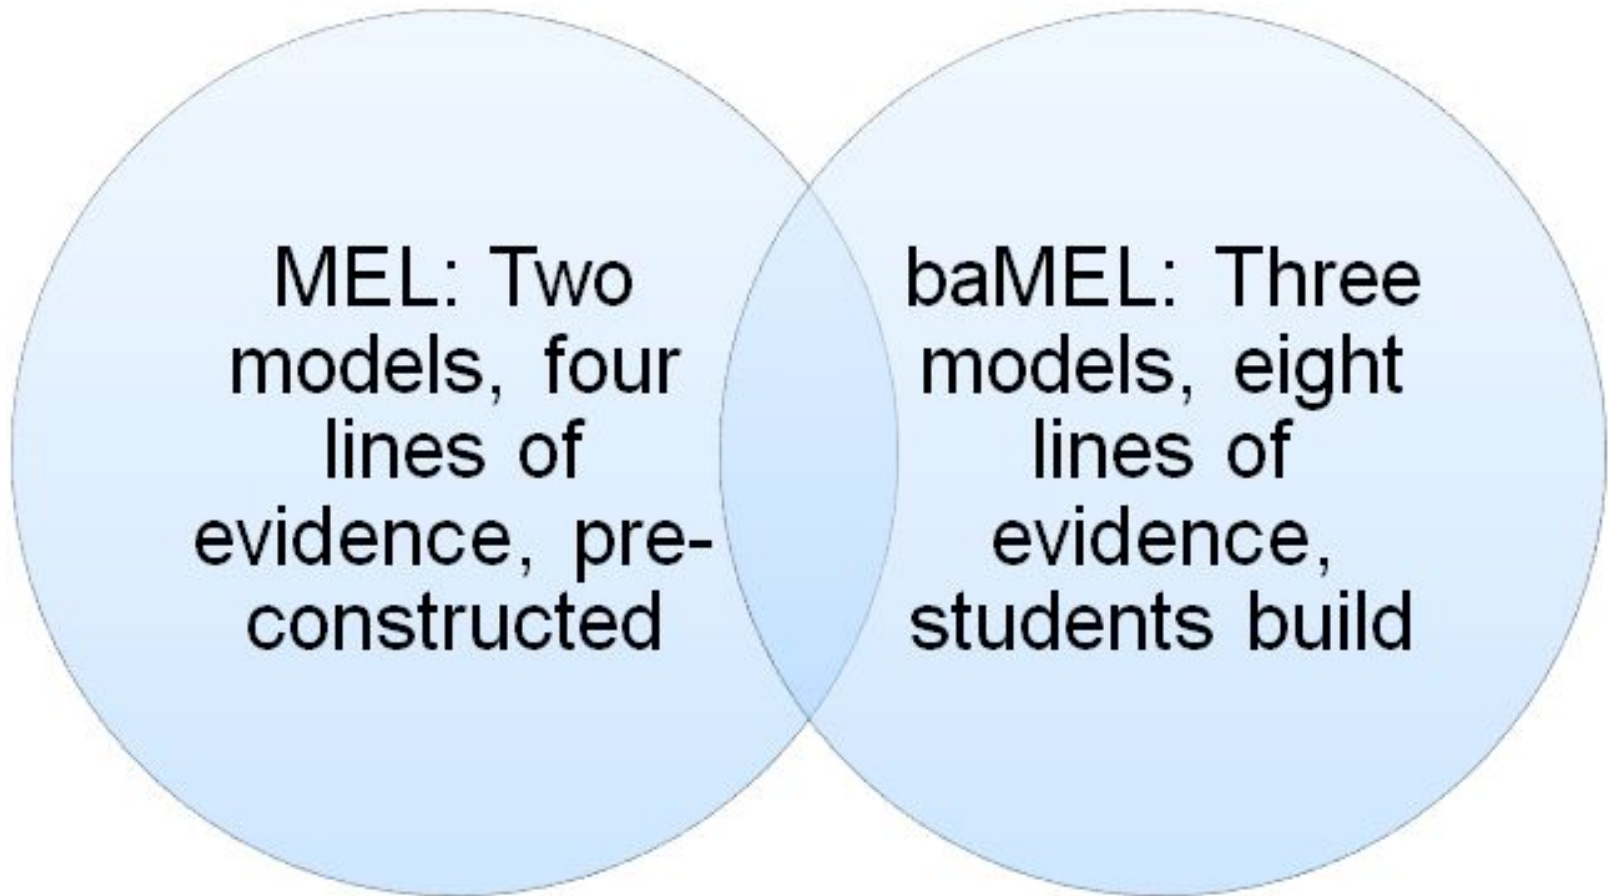 MEL: Two
models, four
lines of
evidence, pre-
constructed
baMEL: Three
models, eight
lines of
evidence,
students build